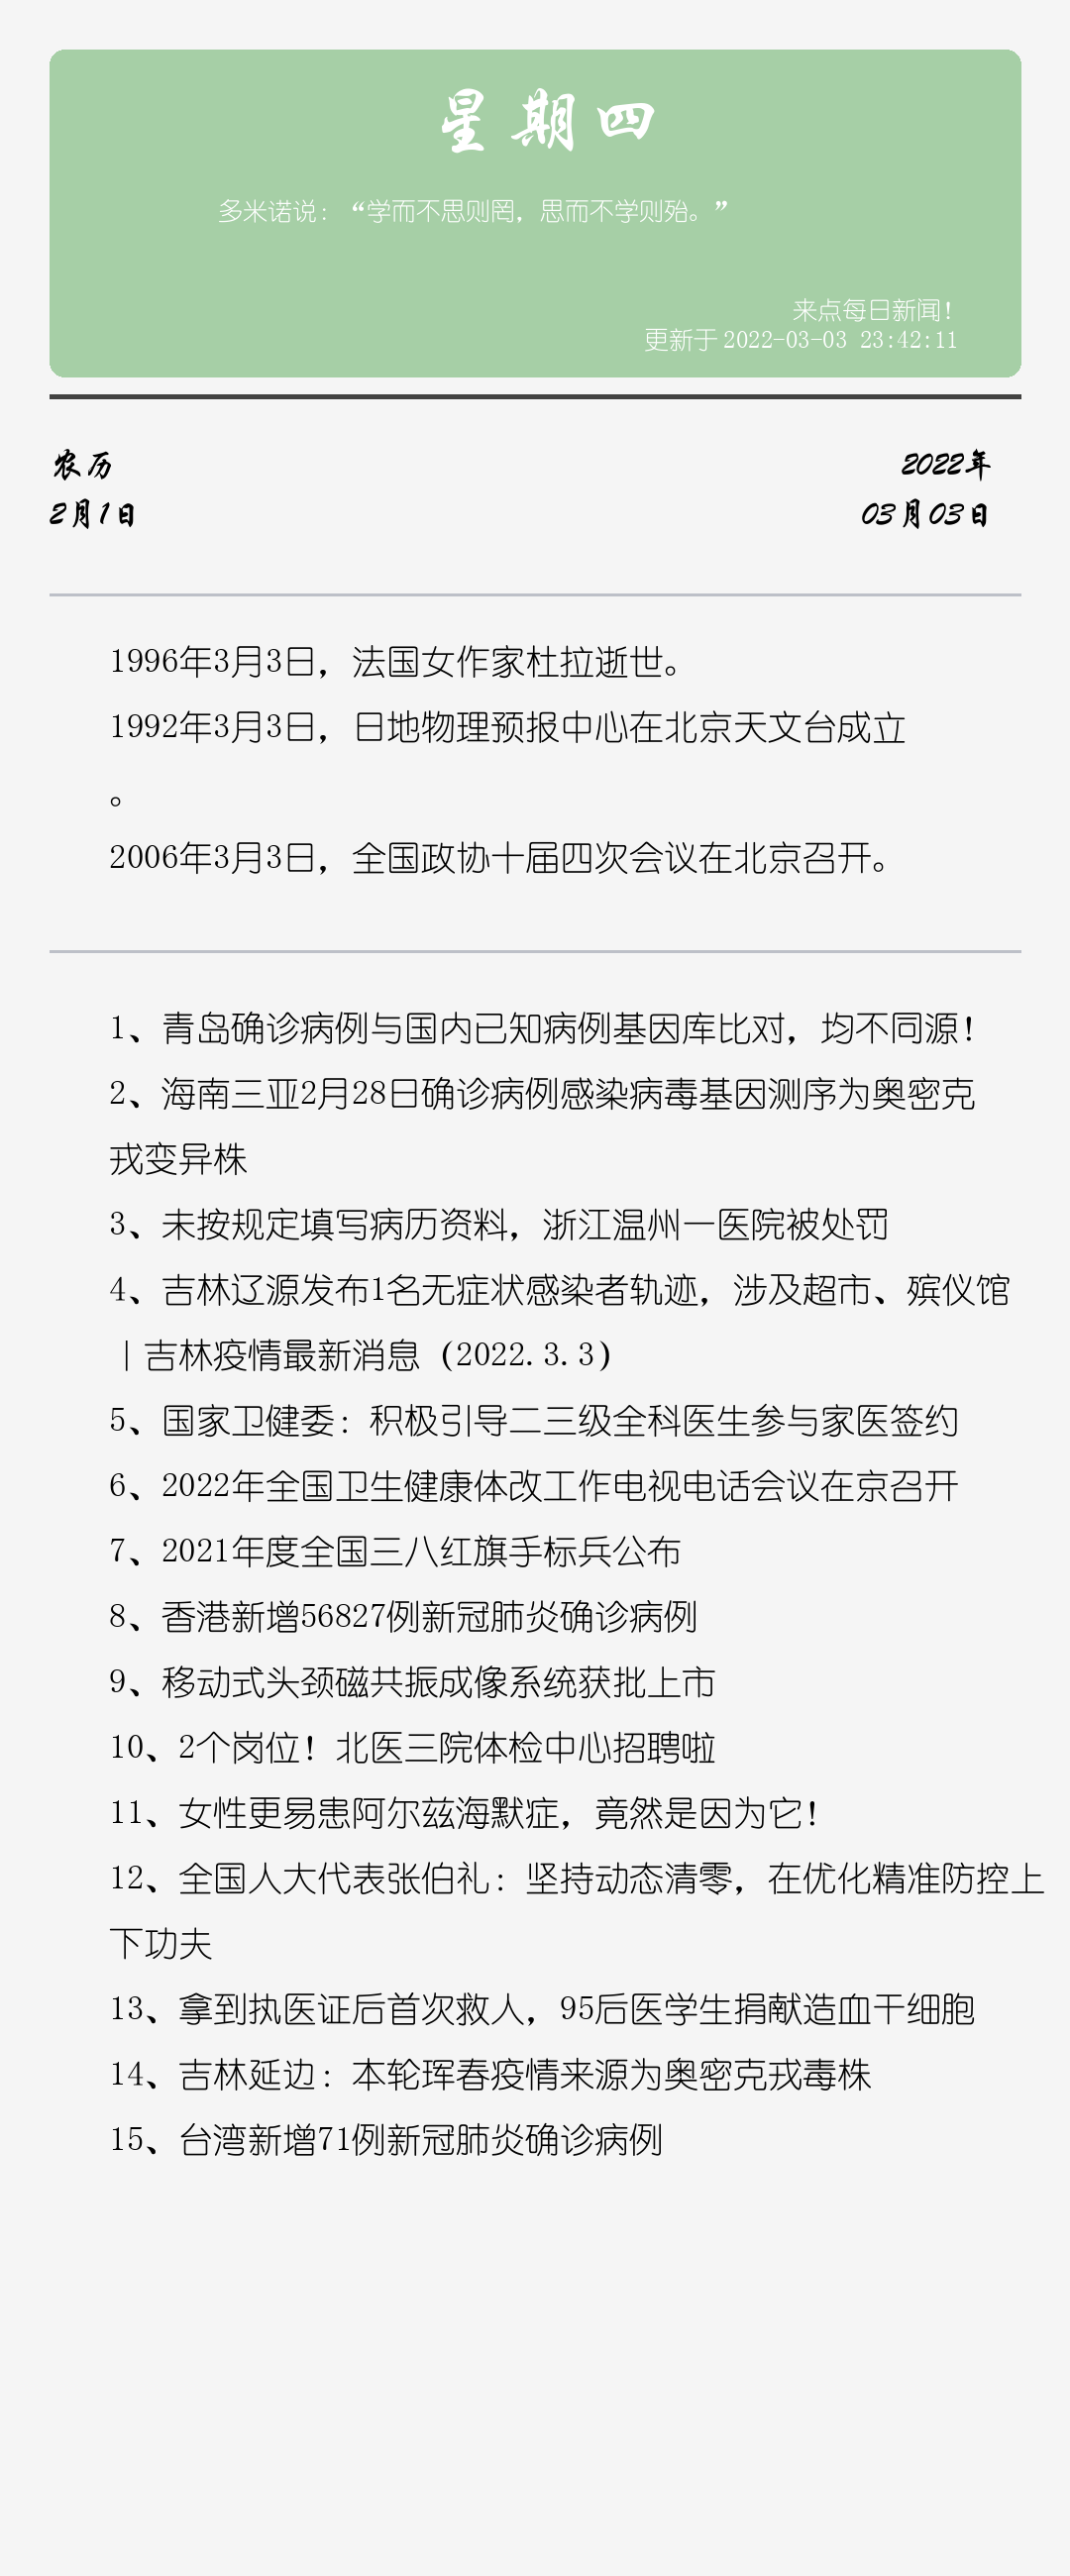 星期四
多米诺说：“学而不思则罔，思而不学则殆。”
来点每日新闻！
更新于 2022-03-03 23:42:11
农历
2月1日
2022年
03月03日
1996年3月3日，法国女作家杜拉逝世。
1992年3月3日，日地物理预报中心在北京天文台成立
。
2006年3月3日，全国政协十届四次会议在北京召开。
1、青岛确诊病例与国内已知病例基因库比对，均不同源！
2、海南三亚2月28日确诊病例感染病毒基因测序为奥密克
戎变异株
3、未按规定填写病历资料，浙江温州一医院被处罚
4、吉林辽源发布1名无症状感染者轨迹，涉及超市、殡仪馆
｜吉林疫情最新消息（2022.3.3）
5、国家卫健委：积极引导二三级全科医生参与家医签约
6、2022年全国卫生健康体改工作电视电话会议在京召开
7、2021年度全国三八红旗手标兵公布
8、香港新增56827例新冠肺炎确诊病例
9、移动式头颈磁共振成像系统获批上市
10、2个岗位！北医三院体检中心招聘啦
11、女性更易患阿尔兹海默症，竟然是因为它！
12、全国人大代表张伯礼：坚持动态清零，在优化精准防控上
下功夫
13、拿到执医证后首次救人，95后医学生捐献造血干细胞
14、吉林延边：本轮珲春疫情来源为奥密克戎毒株
15、台湾新增71例新冠肺炎确诊病例